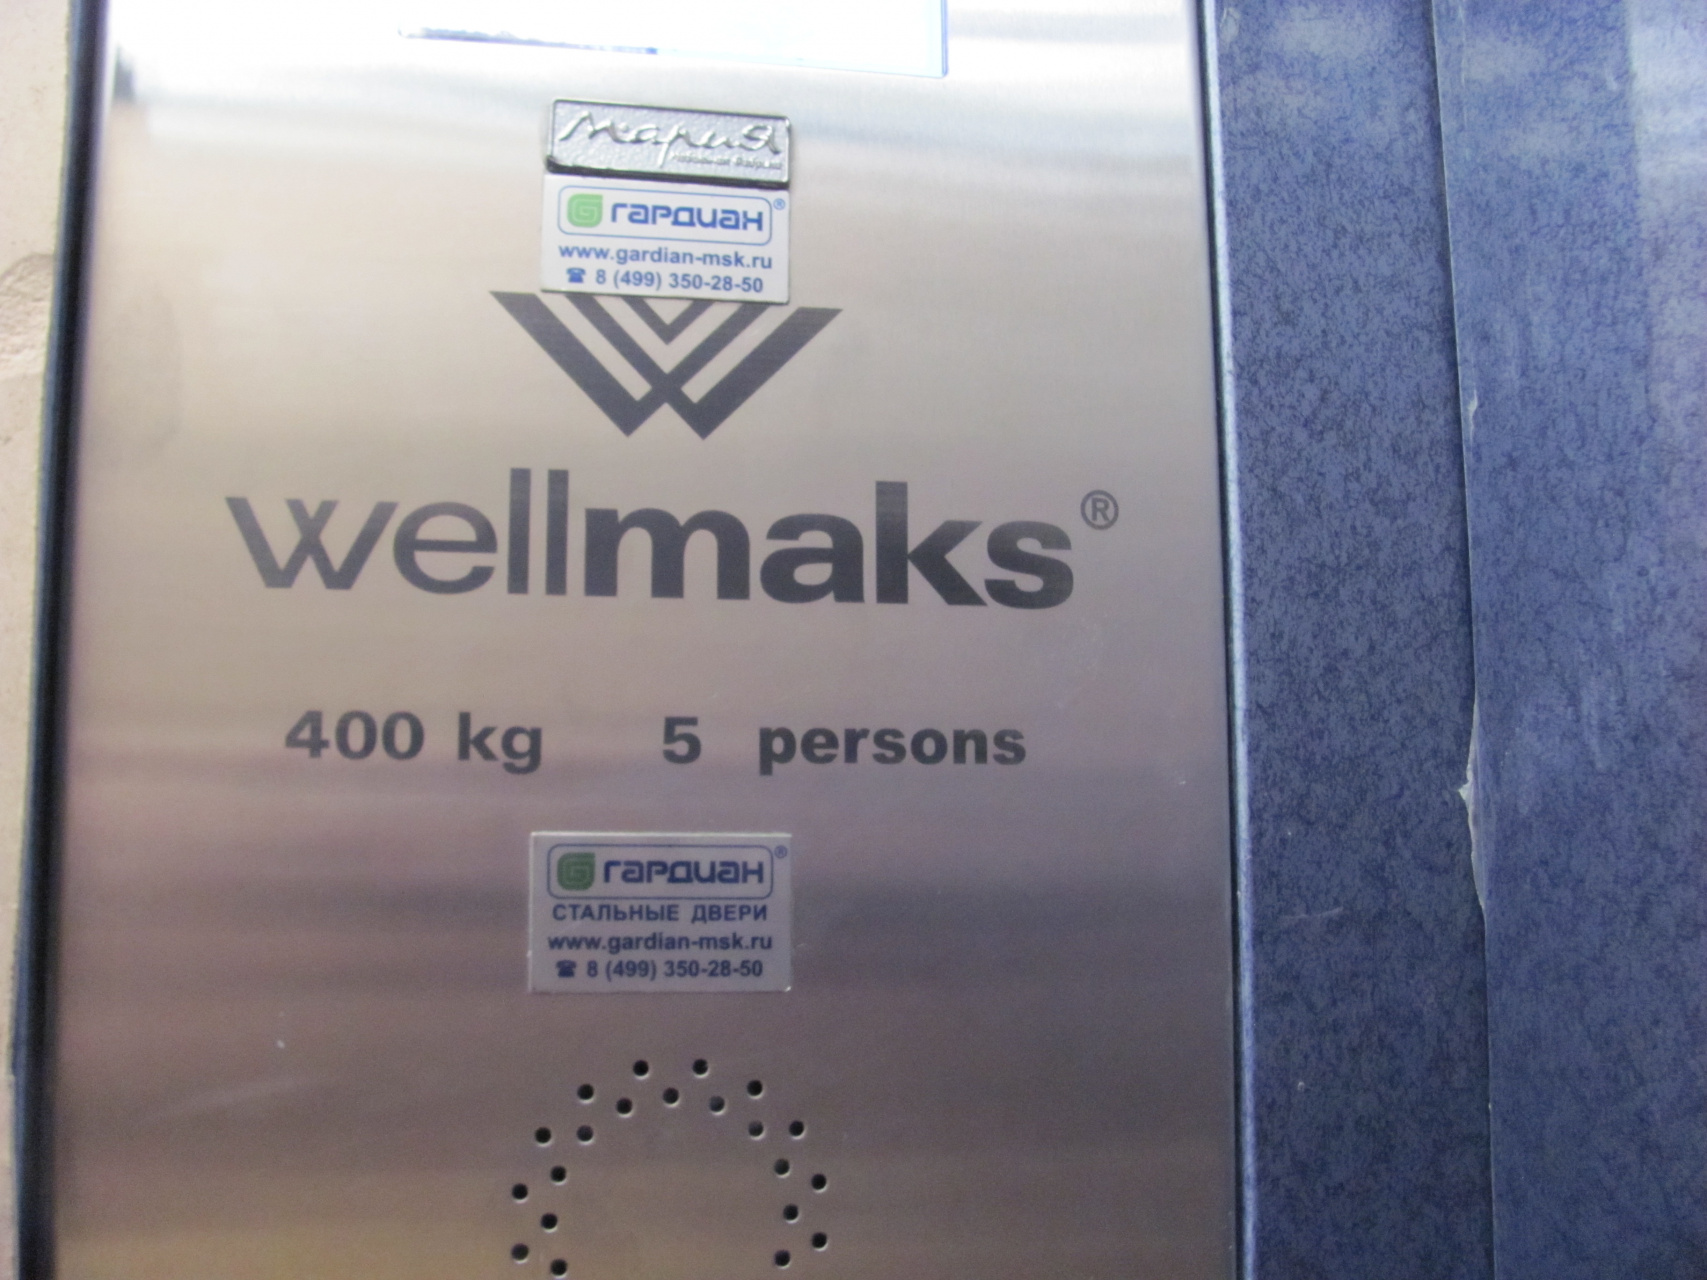 Мария
ГАРДИАН®
www.gardian-msk.ru
☎ 8 (499) 350-28-50
wellmaks®
400 kg 5 persons
ГАРДИАН®
СТАЛЬНЫЕ ДВЕРИ
www.gardian-msk.ru
☎ 8 (499) 350-28-50